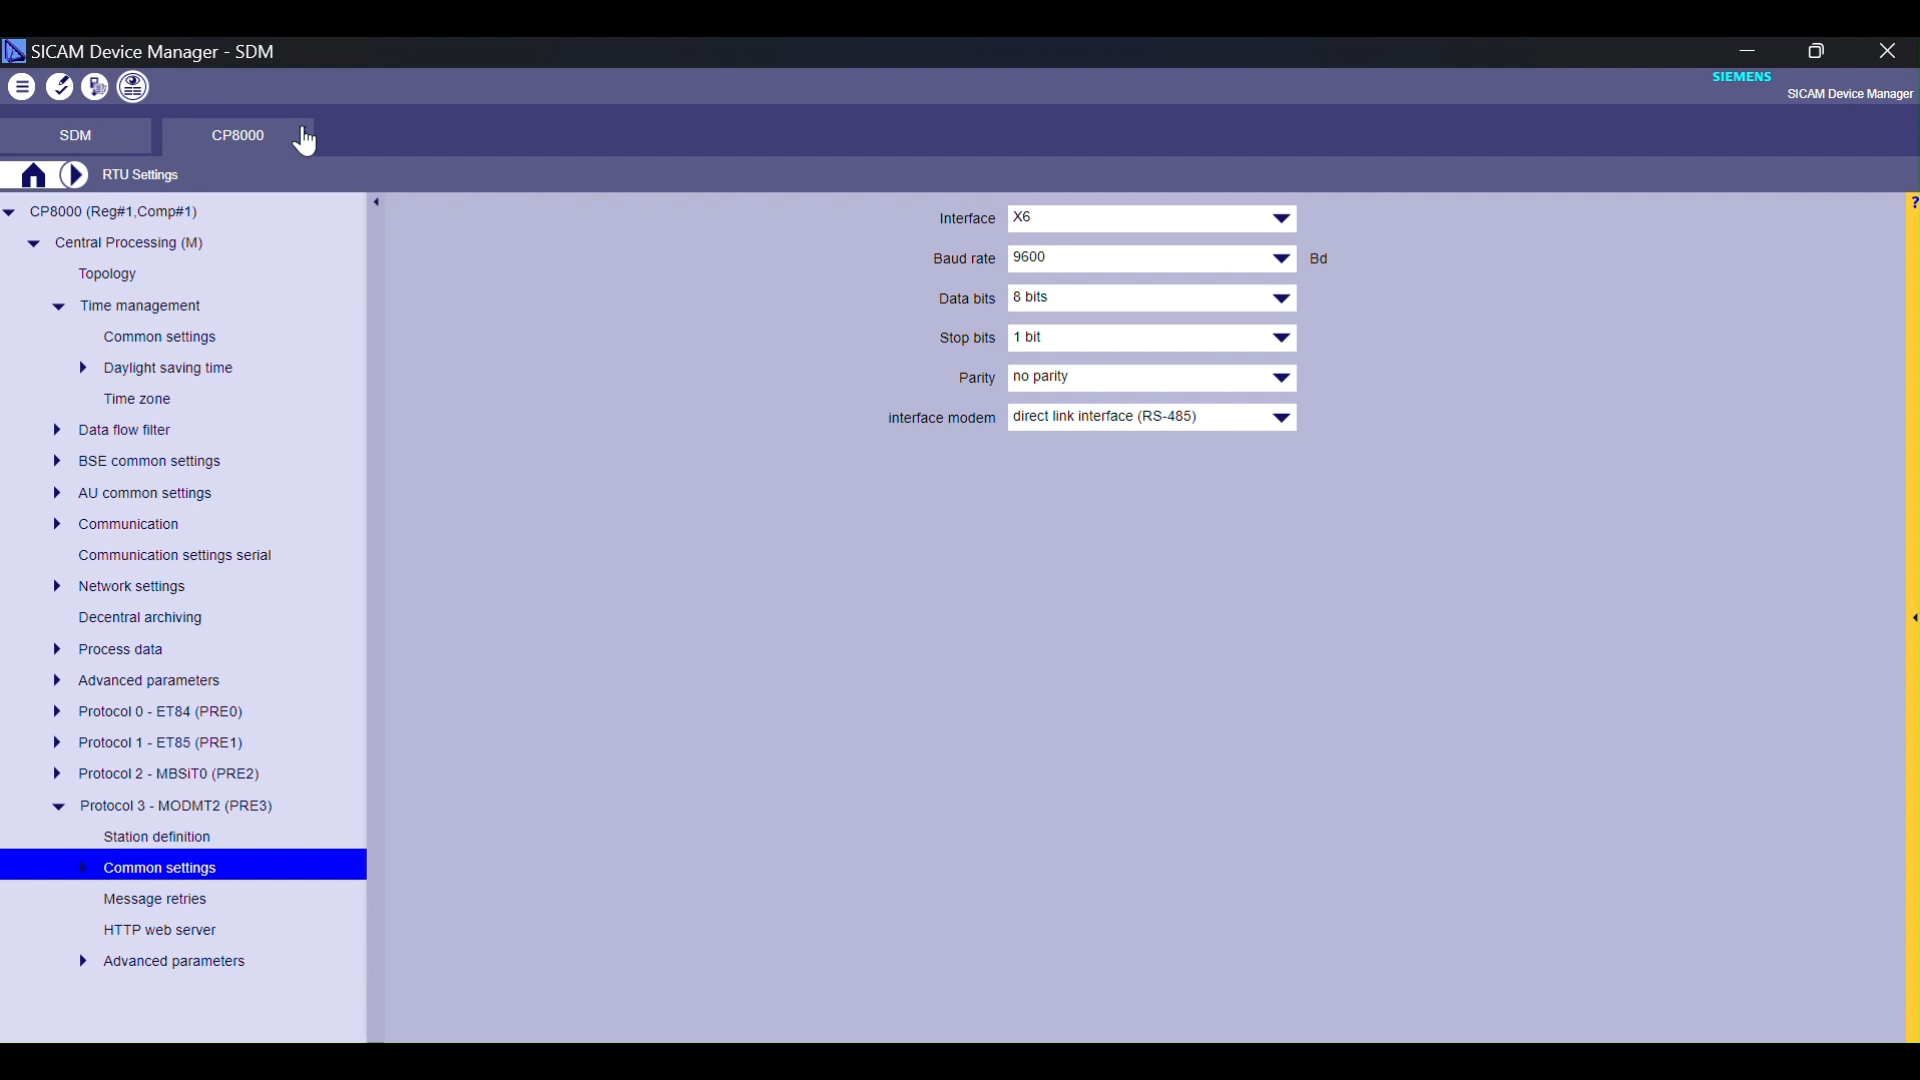 SICAM Device Manager - SDM
SIEMENS
SICAM Device Manager
SDM
CP8000
RTU Settings
CP8000 (Reg#1,Comp#1)
Central Processing (M)
Topology
Time management
Common settings
Daylight saving time
Time zone
Data flow filter
BSE common settings
AU common settings
Communication
Communication settings serial
Network settings
Decentral archiving
Process data
Advanced parameters
Protocol 0 - ET84 (PRE0)
Protocol 1 - ET85 (PRE1)
Protocol 2 - MBSIT0 (PRE2)
Protocol 3 - MODMT2 (PRE3)
Station definition
Common settings
Message retries
HTTP web server
Advanced parameters
Interface X6
Baud rate 9600 Bd
Data bits 8 bits
Stop bits 1 bit
Parity no parity
interface modem direct link interface (RS-485)
?